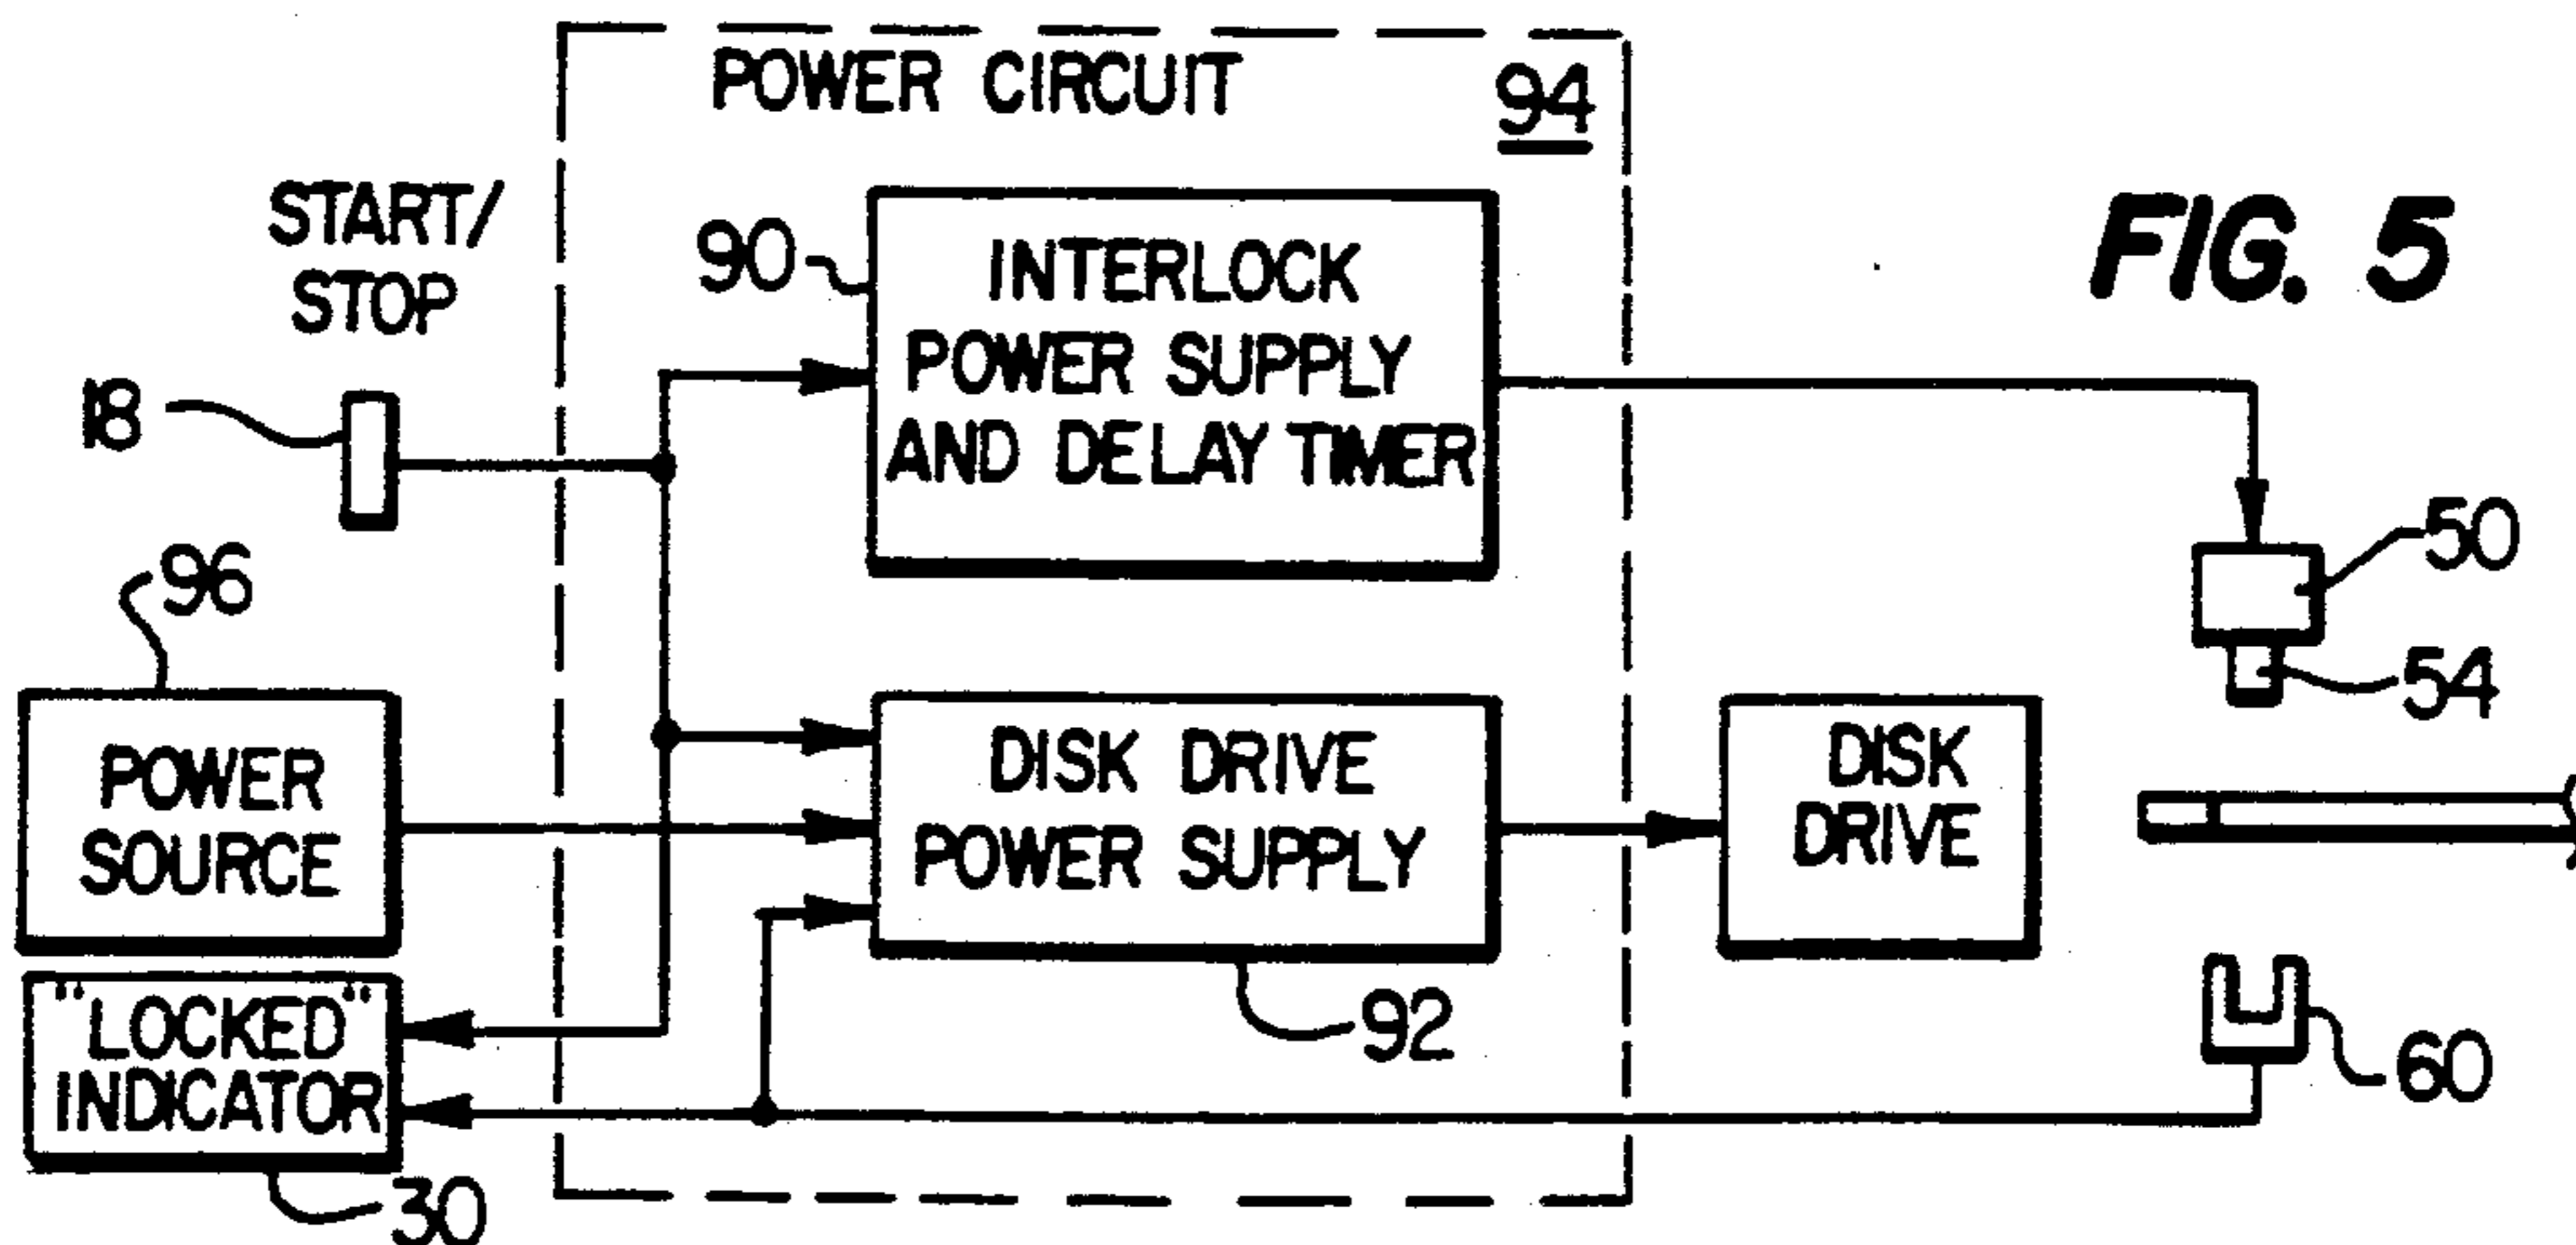 POWER CIRCUIT
94
START/
STOP
18
90
INTERLOCK
POWER SUPPLY
AND DELAY TIMER
FIG. 5
50
54
96
POWER
SOURCE
DISK DRIVE
POWER SUPPLY
92
DISK
DRIVE
60
"LOCKED"
INDICATOR
30